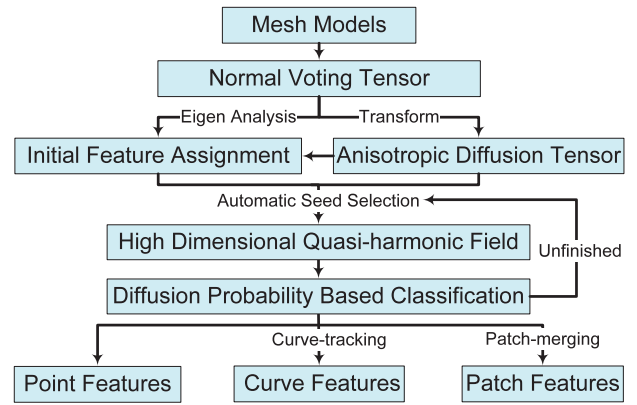 Mesh Models
Normal Voting Tensor
Eigen Analysis
Transform
Initial Feature Assignment
Anisotropic Diffusion Tensor
Automatic Seed Selection
High Dimensional Quasi-harmonic Field
Unfinished
Diffusion Probability Based Classification
Curve-tracking
Patch-merging
Point Features
Curve Features
Patch Features